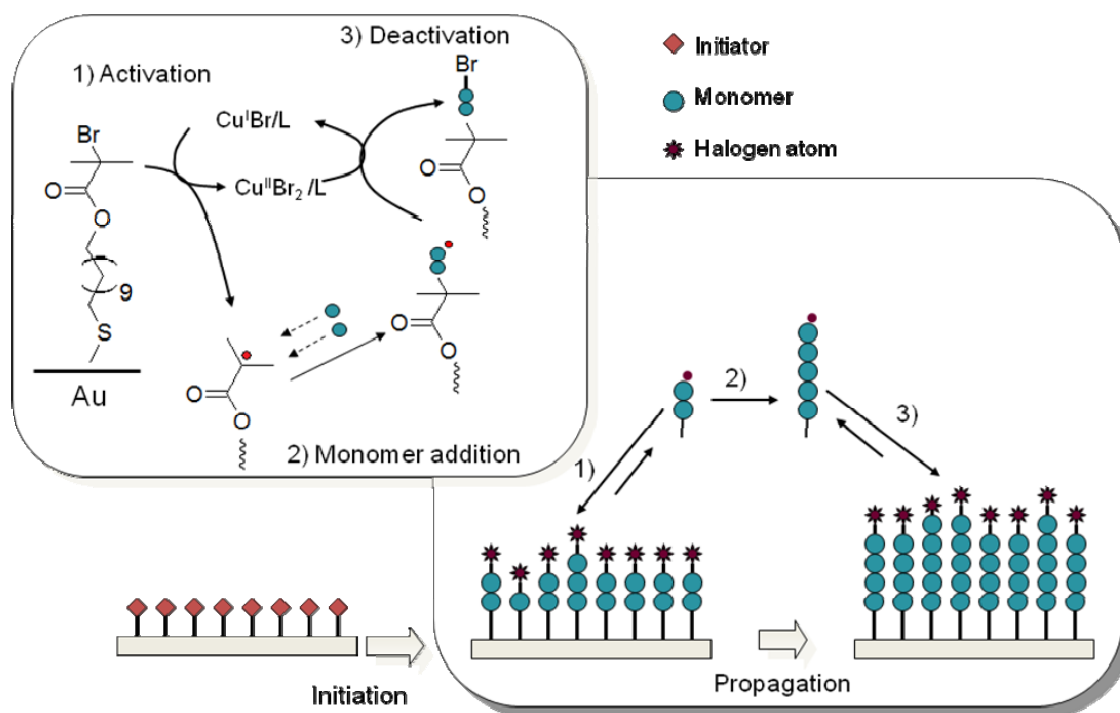 3) Deactivation
Initiator
1) Activation
Br
Monomer
CuᴵBr/L
Br
Halogen atom
CuᴵᴵBr₂ /L
O
O
O
O
9
S
O
O
Au
O
O
2)
3)
2) Monomer addition
1)
Initiation
Propagation